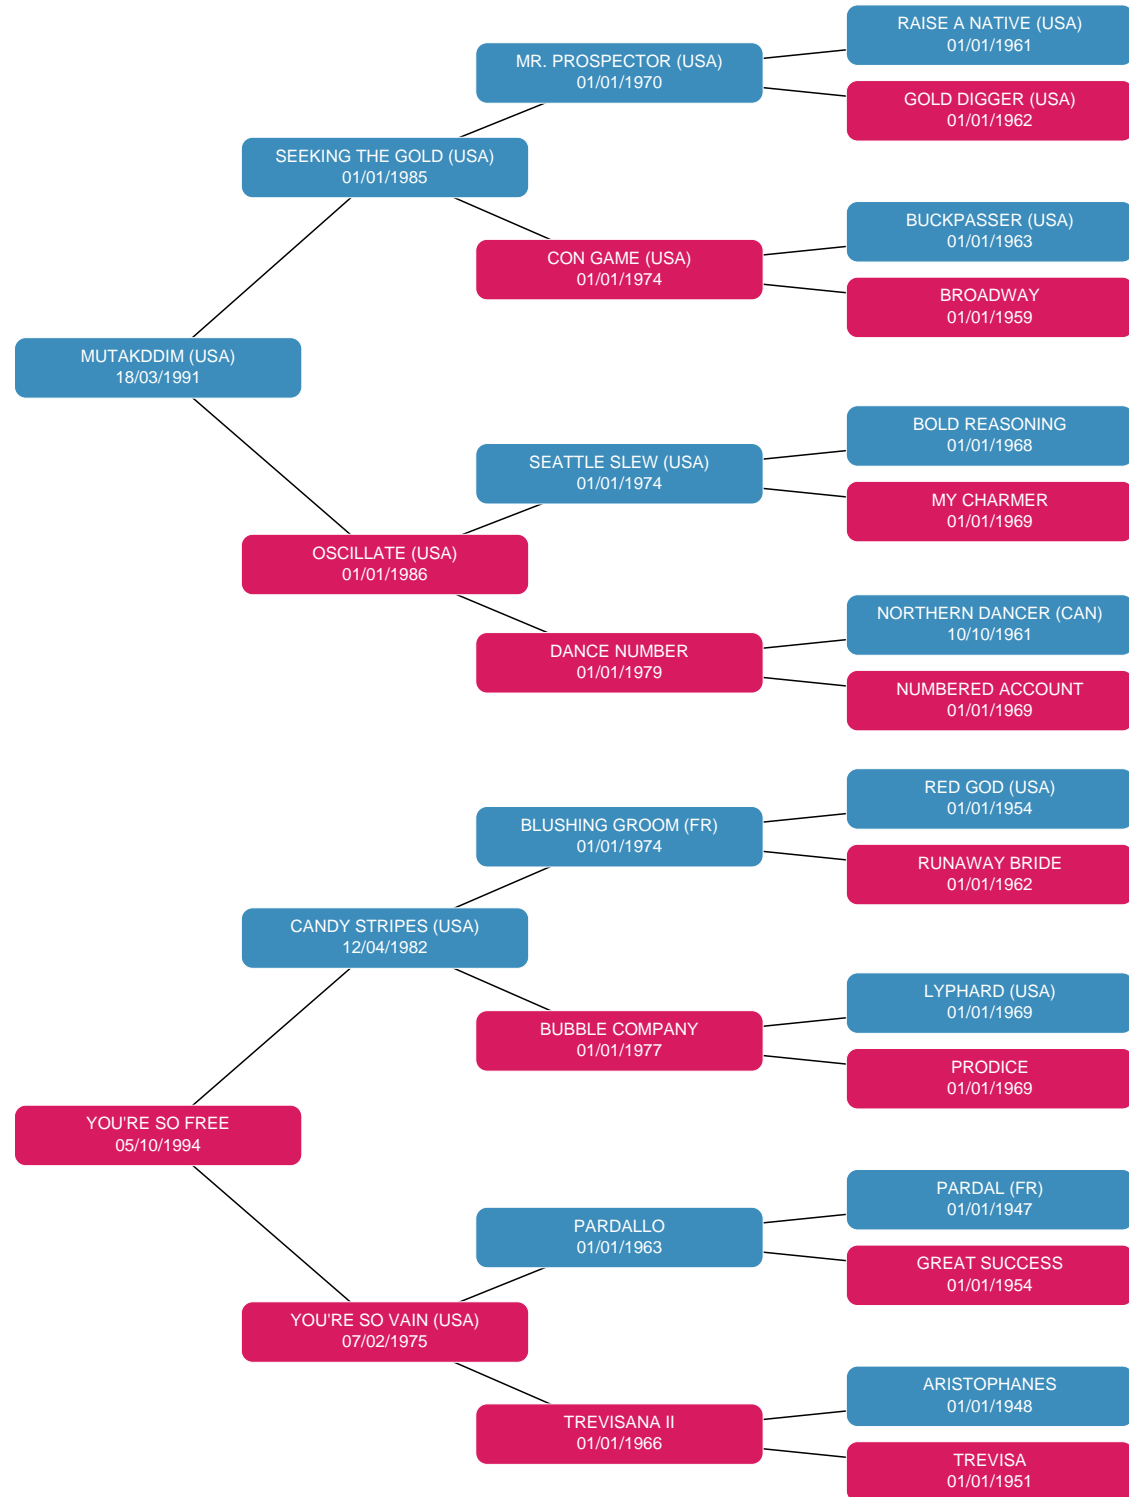 RAISE A NATIVE (USA)
01/01/1961
MR. PROSPECTOR (USA)
01/01/1970
GOLD DIGGER (USA)
01/01/1962
SEEKING THE GOLD (USA)
01/01/1985
BUCKPASSER (USA)
01/01/1963
CON GAME (USA)
01/01/1974
BROADWAY
01/01/1959
MUTAKDDIM (USA)
18/03/1991
BOLD REASONING
01/01/1968
SEATTLE SLEW (USA)
01/01/1974
MY CHARMER
01/01/1969
OSCILLATE (USA)
01/01/1986
NORTHERN DANCER (CAN)
10/10/1961
DANCE NUMBER
01/01/1979
NUMBERED ACCOUNT
01/01/1969
RED GOD (USA)
01/01/1954
BLUSHING GROOM (FR)
01/01/1974
RUNAWAY BRIDE
01/01/1962
CANDY STRIPES (USA)
12/04/1982
LYPHARD (USA)
01/01/1969
BUBBLE COMPANY
01/01/1977
PRODICE
01/01/1969
YOU'RE SO FREE
05/10/1994
PARDAL (FR)
01/01/1947
PARDALLO
01/01/1963
GREAT SUCCESS
01/01/1954
YOU'RE SO VAIN (USA)
07/02/1975
ARISTOPHANES
01/01/1948
TREVISANA II
01/01/1966
TREVISA
01/01/1951